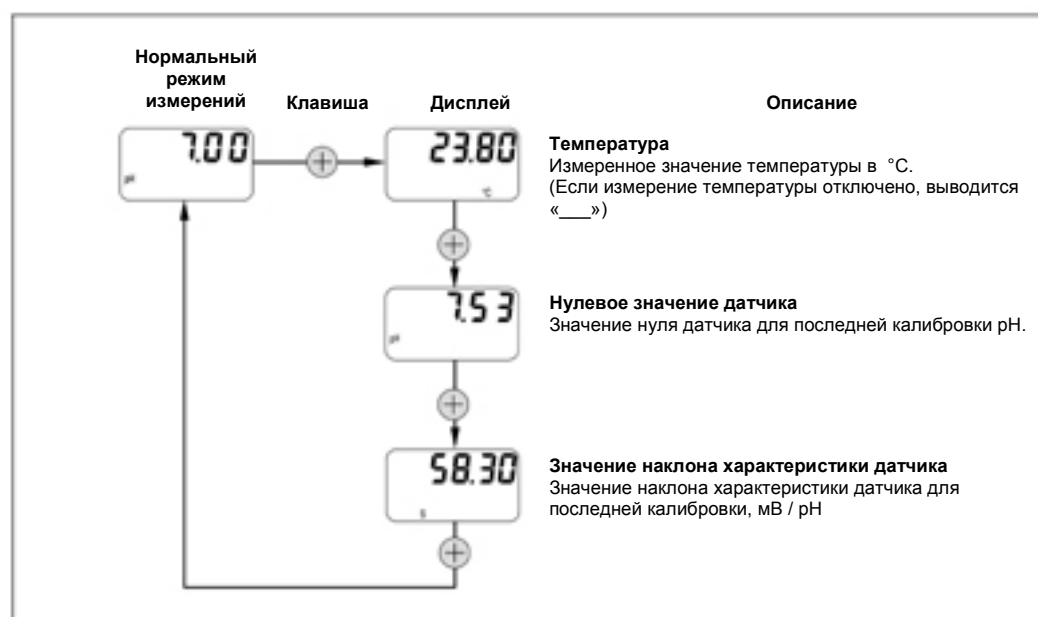 Нормальный
режим
измерений
Клавиша
Дисплей
Описание
7.00
pH
23.80
°C
Температура
Измеренное значение температуры в °C.
(Если измерение температуры отключено, выводится
«___»)
7.53
pH
Нулевое значение датчика
Значение нуля датчика для последней калибровки pH.
58.30
s
Значение наклона характеристики датчика
Значение наклона характеристики датчика для
последней калибровки, мВ / pH